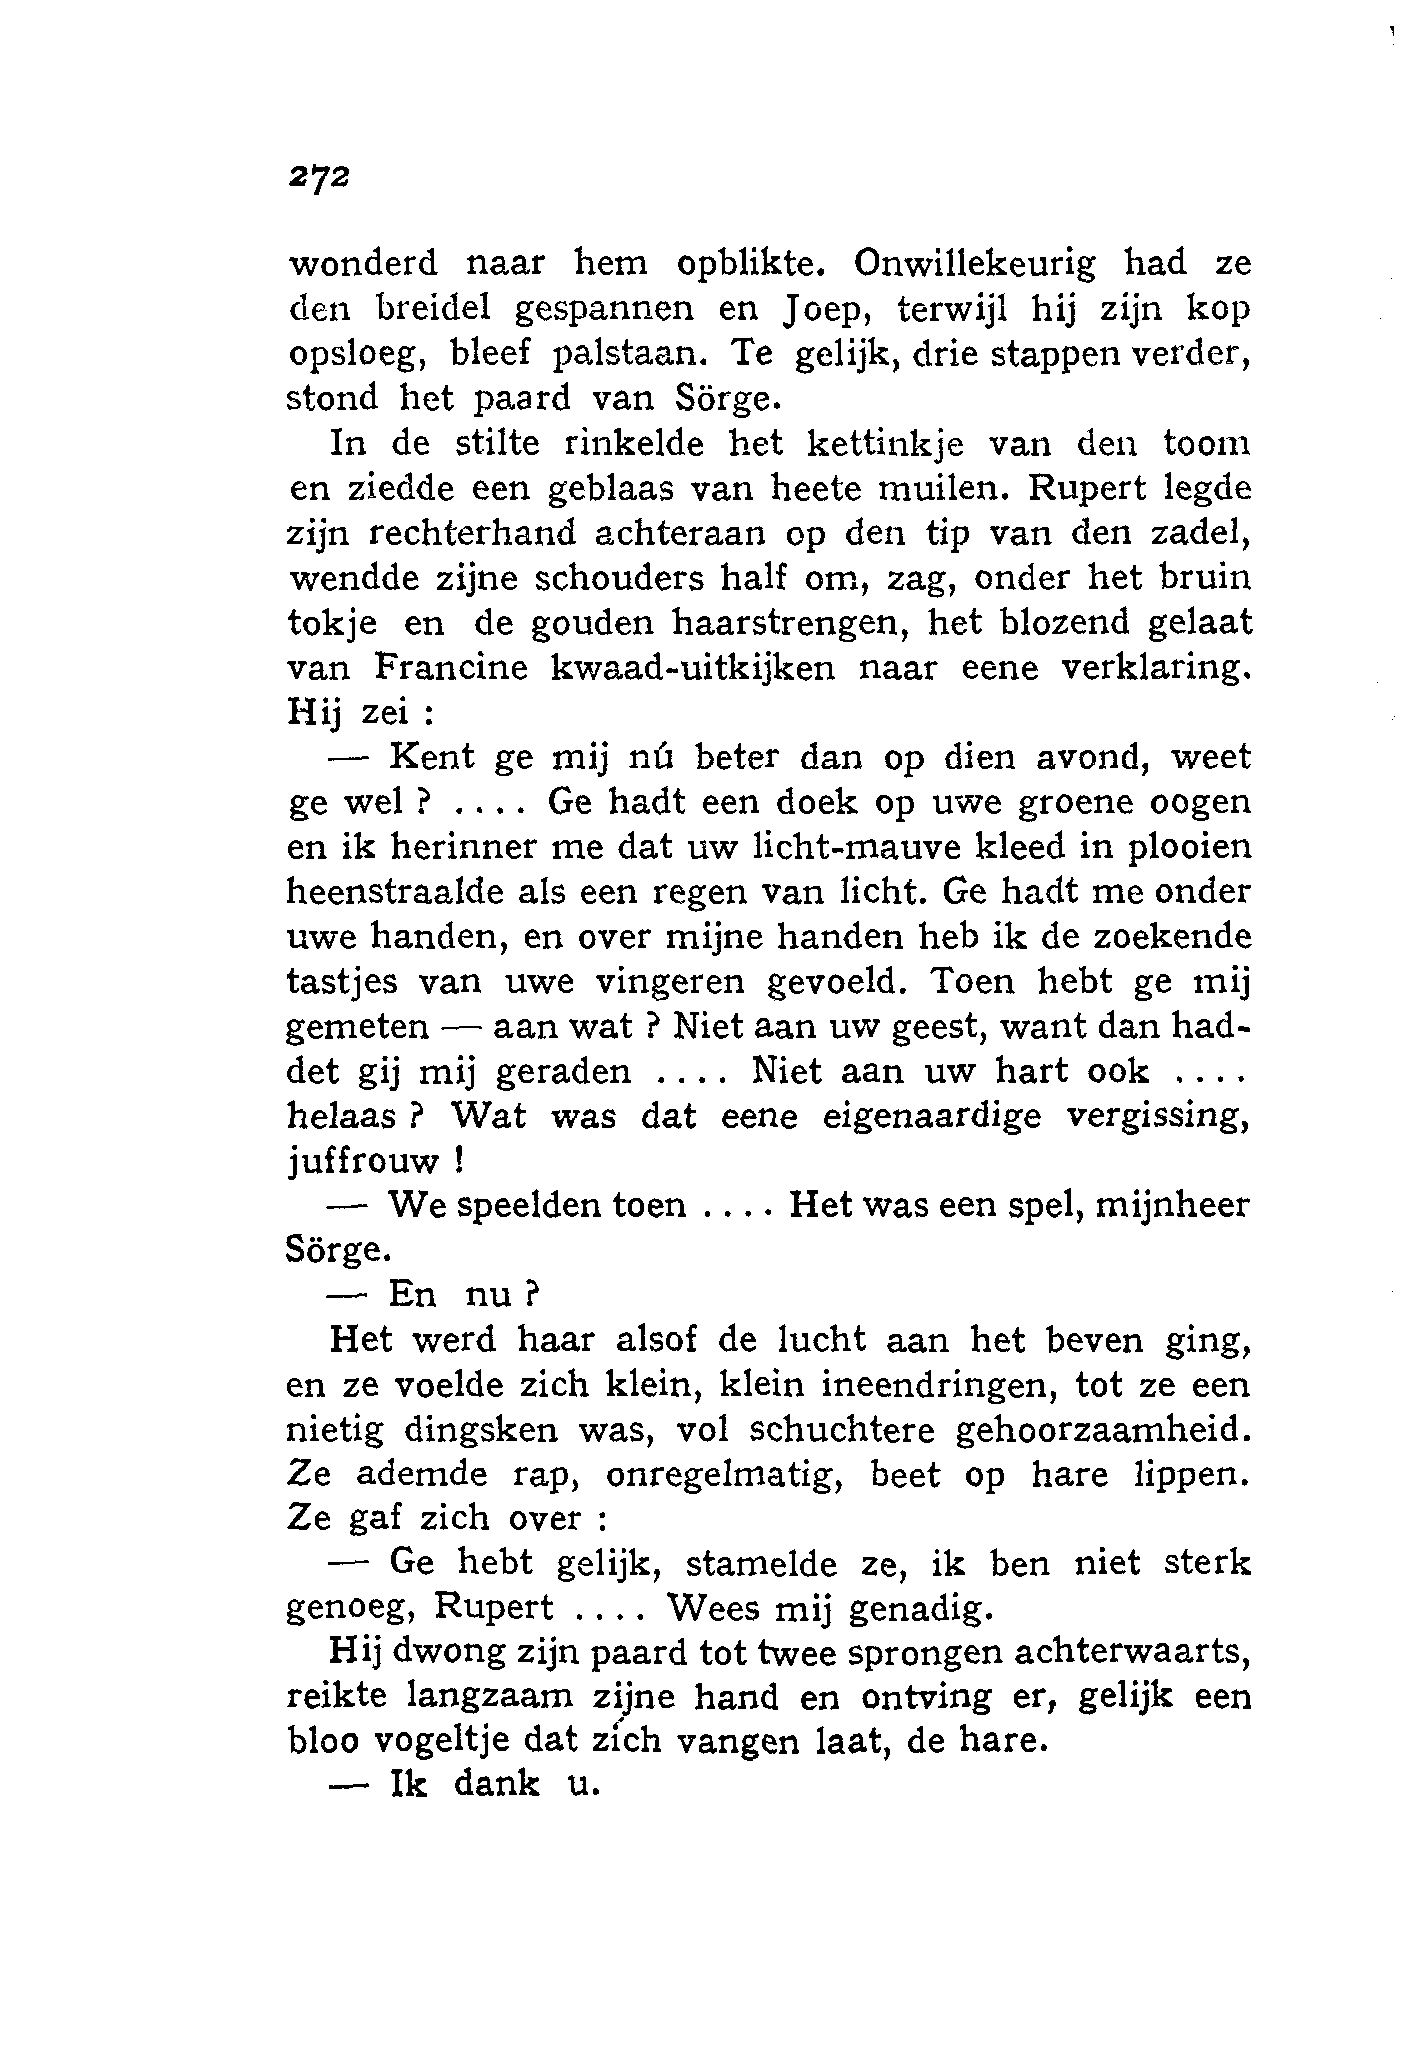 272
wonderd naar hem opblikte. Onwillekeurig had ze
den breidel gespannen en Joep, terwijl hij zijn kop
opsloeg, bleef palstaan. Te gelijk, drie stappen verder,
stond het paard van Sörge.
In de stilte rinkelde het kettinkje van den toom
en ziedde een geblaas van heete muilen. Rupert legde
zijn rechterhand achteraan op den tip van den zadel,
wendde zijne schouders half om, zag, onder het bruin
tokje en de gouden haarstrengen, het blozend gelaat
van Francine kwaad-uitkijken naar eene verklaring.
Hij zei :
— Kent ge mij nú beter dan op dien avond, weet
ge wel ? .... Ge hadt een doek op uwe groene oogen
en ik herinner me dat uw licht-mauve kleed in plooien
heenstraalde als een regen van licht. Ge hadt me onder
uwe handen, en over mijne handen heb ik de zoekende
tastjes van uwe vingeren gevoeld. Toen hebt ge mij
gemeten — aan wat ? Niet aan uw geest, want dan had-
det gij mij geraden .... Niet aan uw hart ook ....
helaas ? Wat was dat eene eigenaardige vergissing,
juffrouw !
— We speelden toen .... Het was een spel, mijnheer
Sörge.
— En nu ?
Het werd haar alsof de lucht aan het beven ging,
en ze voelde zich klein, klein ineendringen, tot ze een
nietig dingsken was, vol schuchtere gehoorzaamheid.
Ze ademde rap, onregelmatig, beet op hare lippen.
Ze gaf zich over :
— Ge hebt gelijk, stamelde ze, ik ben niet sterk
genoeg, Rupert .... Wees mij genadig.
Hij dwong zijn paard tot twee sprongen achterwaarts,
reikte langzaam zijne hand en ontving er, gelijk een
bloo vogeltje dat zich vangen laat, de hare.
— Ik dank u.